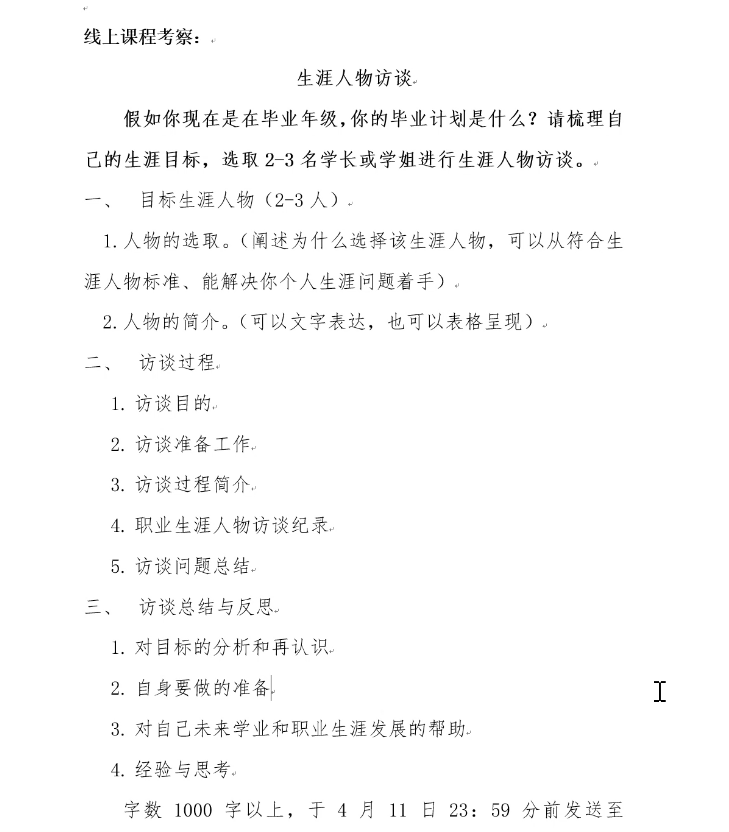 线上课程考察：
生涯人物访谈
假如你现在是在毕业年级，你的毕业计划是什么？请梳理自
己的生涯目标，选取2-3名学长或学姐进行生涯人物访谈。
一、 目标生涯人物（2-3人）
1.人物的选取。（阐述为什么选择该生涯人物，可以从符合生
涯人物标准、能解决你个人生涯问题着手）
2.人物的简介。（可以文字表达，也可以表格呈现）
二、 访谈过程
1. 访谈目的
2. 访谈准备工作
3. 访谈过程简介
4. 职业生涯人物访谈纪录
5. 访谈问题总结
三、 访谈总结与反思
1. 对目标的分析和再认识
2. 自身要做的准备
3. 对自己未来学业和职业生涯发展的帮助
4. 经验与思考
字数 1000 字以上，于 4 月 11 日 23：59 分前发送至